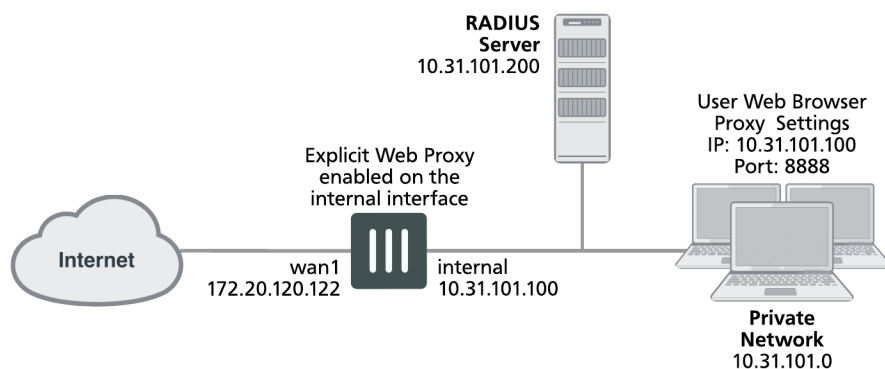 RADIUS
Server
10.31.101.200
User Web Browser
Proxy Settings
IP: 10.31.101.100
Port: 8888
Explicit Web Proxy
enabled on the
internal interface
Internet
wan1
172.20.120.122
internal
10.31.101.100
Private
Network
10.31.101.0